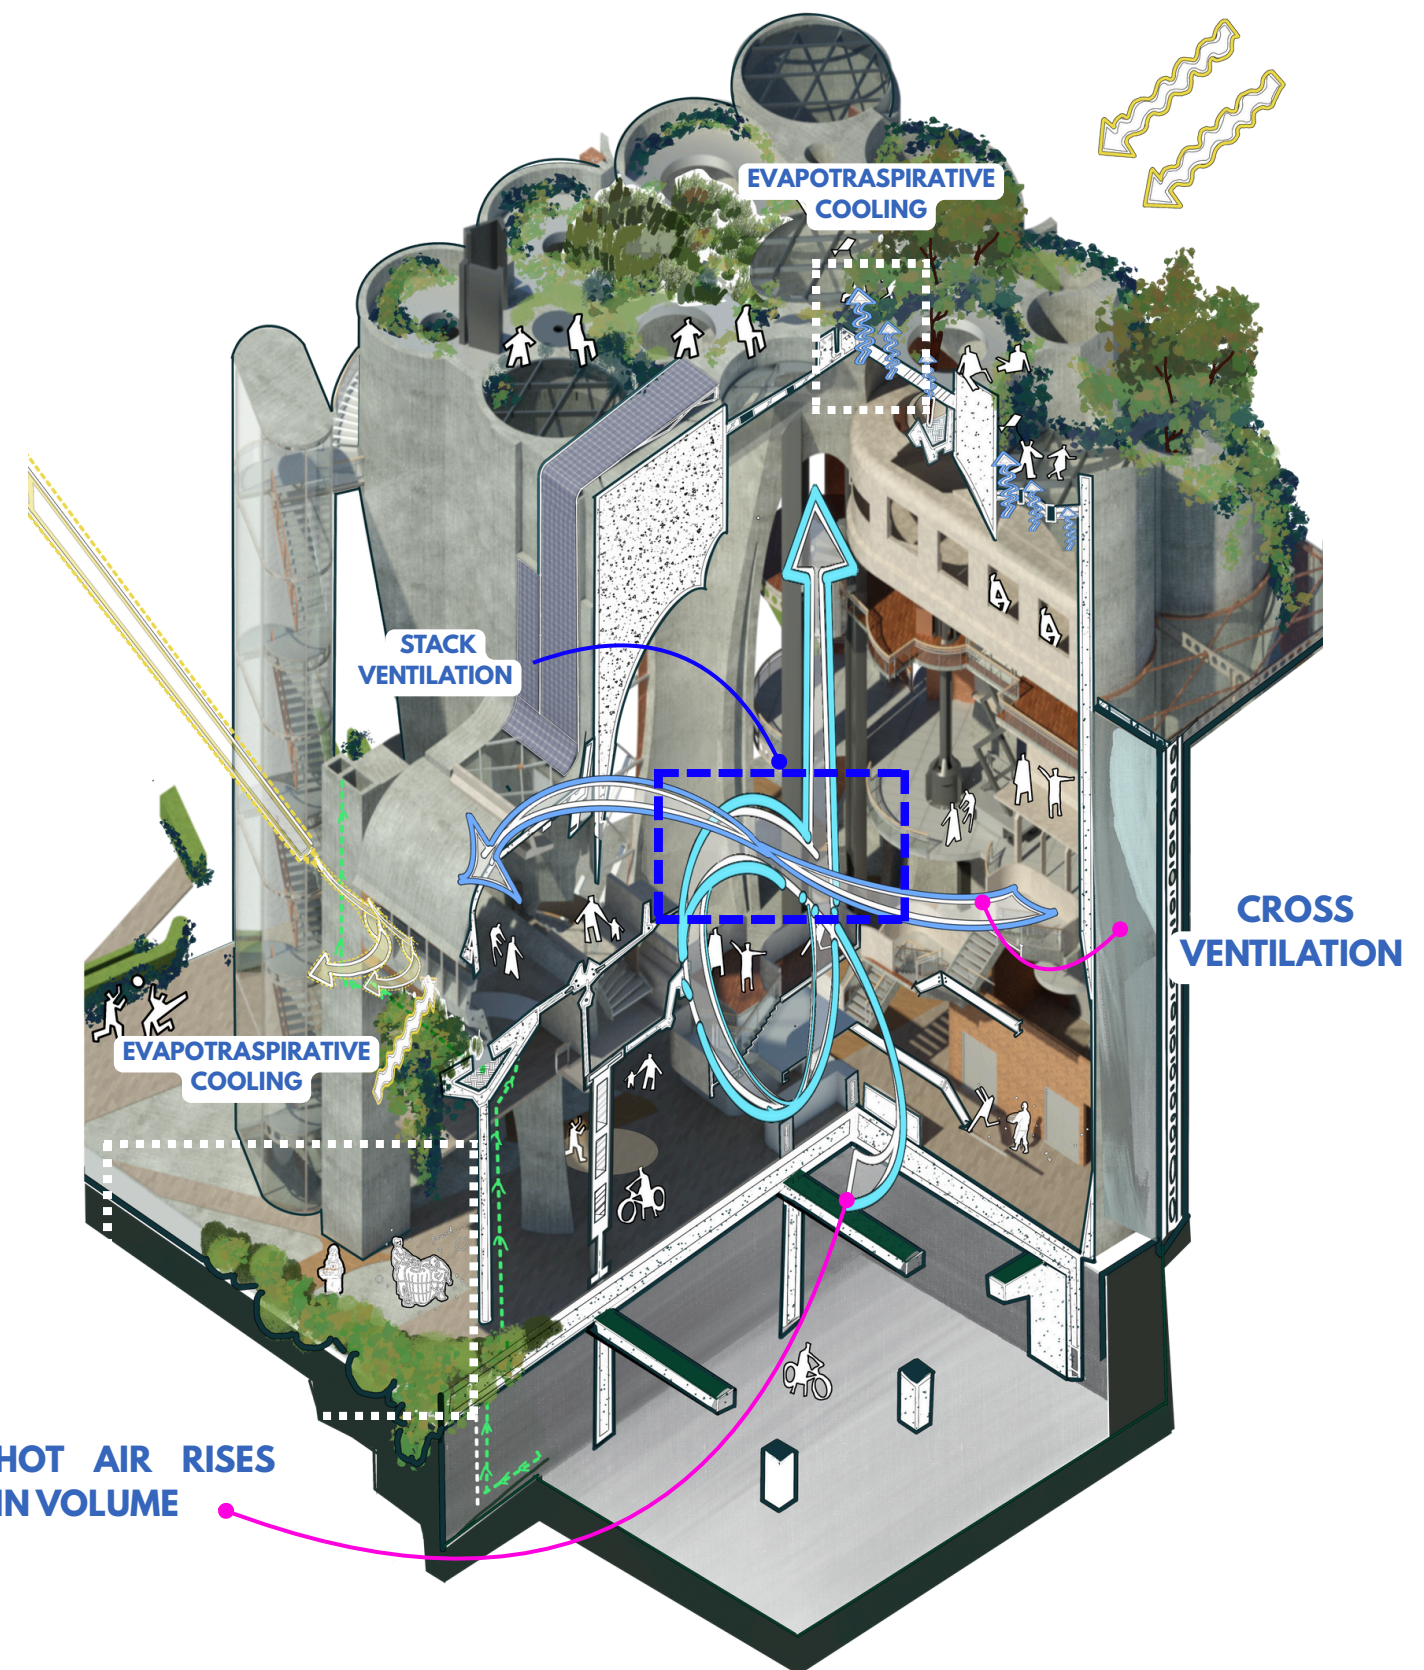 EVAPOTRASPIRATIVE
COOLING
STACK
VENTILATION
CROSS
VENTILATION
EVAPOTRASPIRATIVE
COOLING
HOT AIR RISES
IN VOLUME